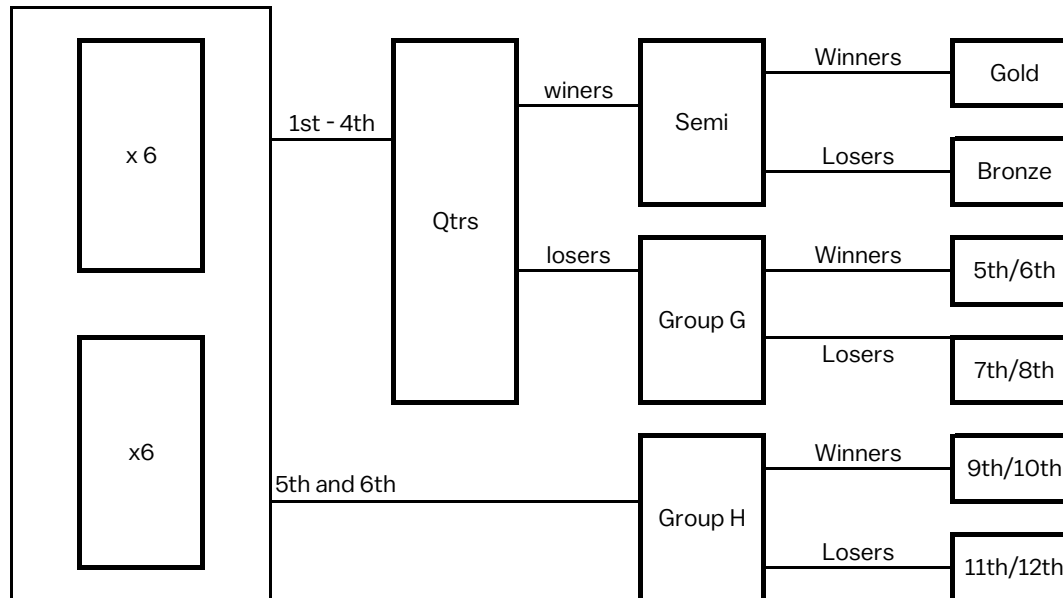 x 6
x6
1st - 4th
5th and 6th
Qtrs
winers
losers
Semi
Group G
Group H
Winners
Losers
Winners
Losers
Winners
Losers
Gold
Bronze
5th/6th
7th/8th
9th/10th
11th/12th